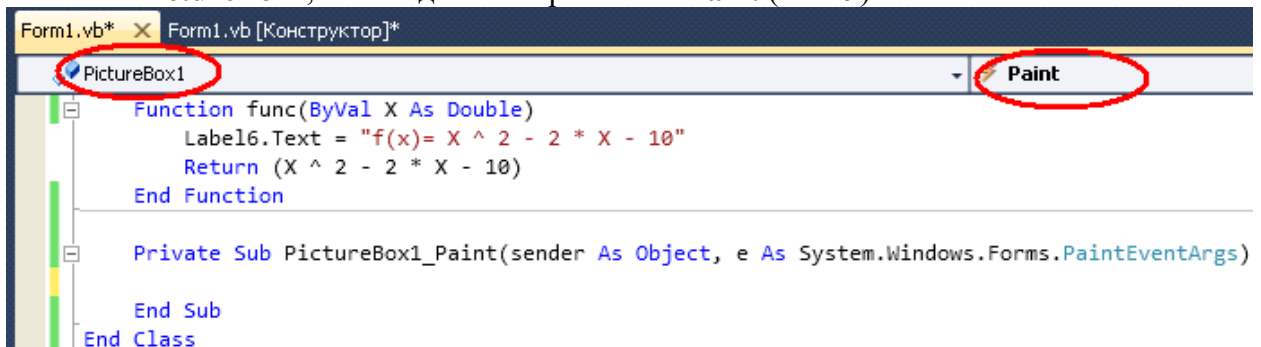 Form1.vb* X Form1.vb [Конструктор]*
PictureBox1 Paint
Function func(ByVal X As Double)
Label6.Text = "f(x)= X ^ 2 - 2 * X - 10"
Return (X ^ 2 - 2 * X - 10)
End Function
Private Sub PictureBox1_Paint(sender As Object, e As System.Windows.Forms.PaintEventArgs)
End Sub
End Class